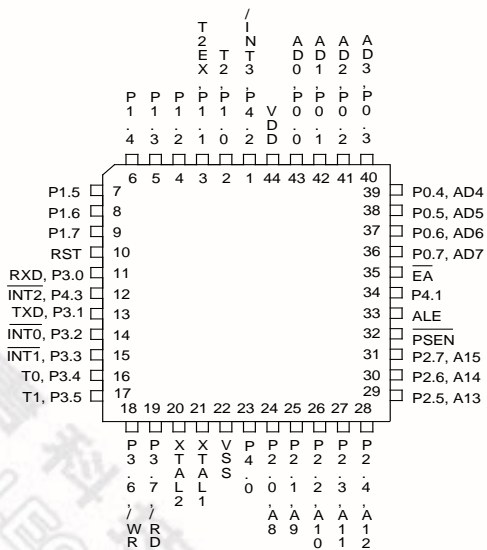 P1.4
P1.3
P1.2
T2EX,P1.1
T2,P1.0
/INT3,P4.2
VDD
AD0,P0.0
AD1,P0.1
AD2,P0.2
AD3,P0.3
6 5 4 3 2 1 44 43 42 41 40
P1.5 7
P1.6 8
P1.7 9
RST 10
RXD, P3.0 11
INT2, P4.3 12
TXD, P3.1 13
INT0, P3.2 14
INT1, P3.3 15
T0, P3.4 16
T1, P3.5 17
39 P0.4, AD4
38 P0.5, AD5
37 P0.6, AD6
36 P0.7, AD7
35 EA
34 P4.1
33 ALE
32 PSEN
31 P2.7, A15
30 P2.6, A14
29 P2.5, A13
18 19 20 21 22 23 24 25 26 27 28
P3.6,/WR
P3.7,/RD
XTAL2
XTAL1
VSS
P4.0
P2.0,A8
P2.1,A9
P2.2,A10
P2.3,A11
P2.4,A12